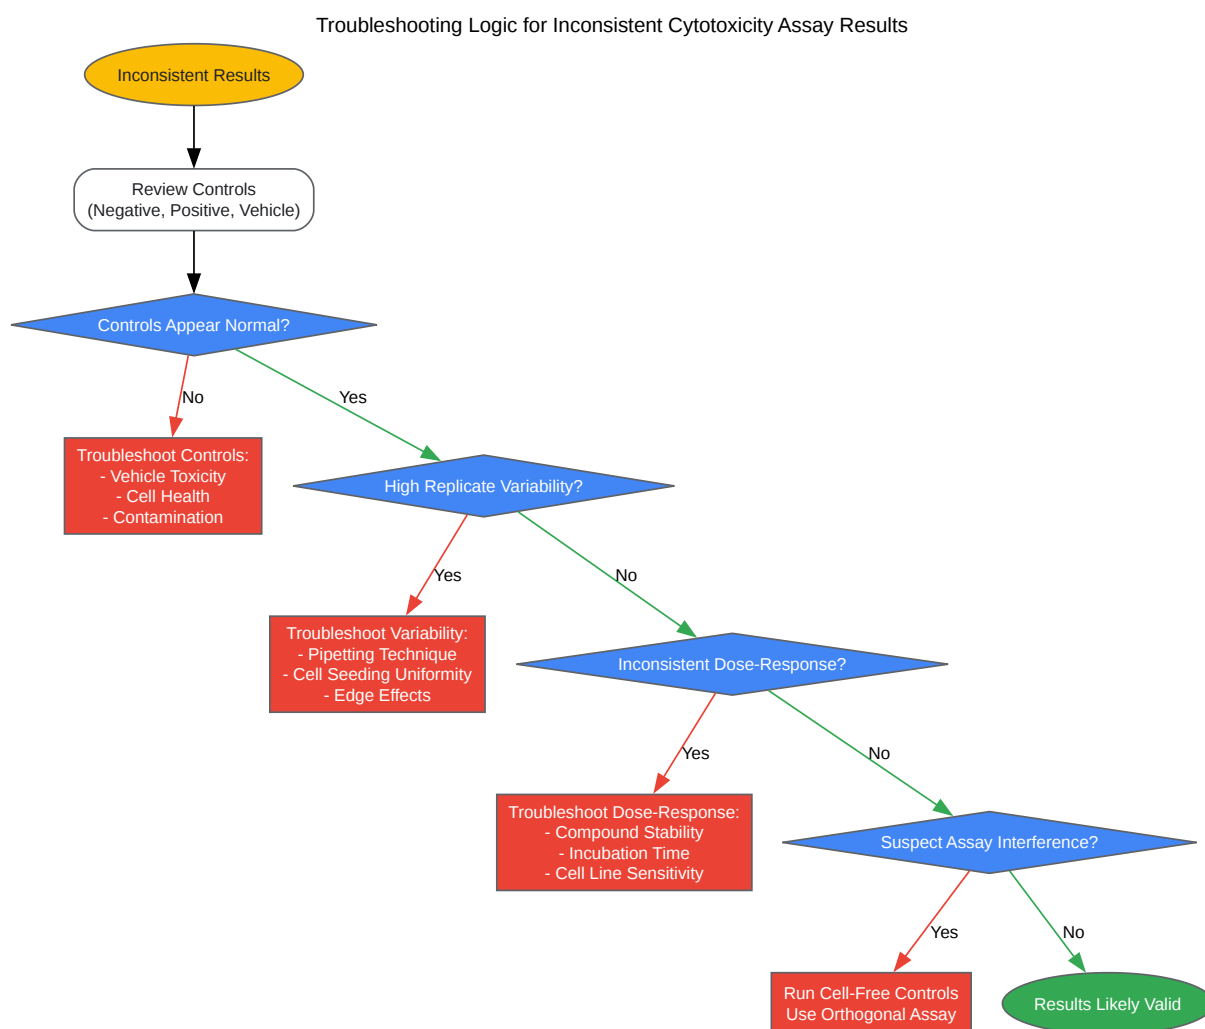 Troubleshooting Logic for Inconsistent Cytotoxicity Assay Results
Inconsistent Results
Review Controls
(Negative, Positive, Vehicle)
Controls Appear Normal?
No
Yes
Troubleshoot Controls:
- Vehicle Toxicity
- Cell Health
- Contamination
High Replicate Variability?
Yes
No
Troubleshoot Variability:
- Pipetting Technique
- Cell Seeding Uniformity
- Edge Effects
Inconsistent Dose-Response?
Yes
No
Troubleshoot Dose-Response:
- Compound Stability
- Incubation Time
- Cell Line Sensitivity
Suspect Assay Interference?
Yes
No
Run Cell-Free Controls
Use Orthogonal Assay
Results Likely Valid